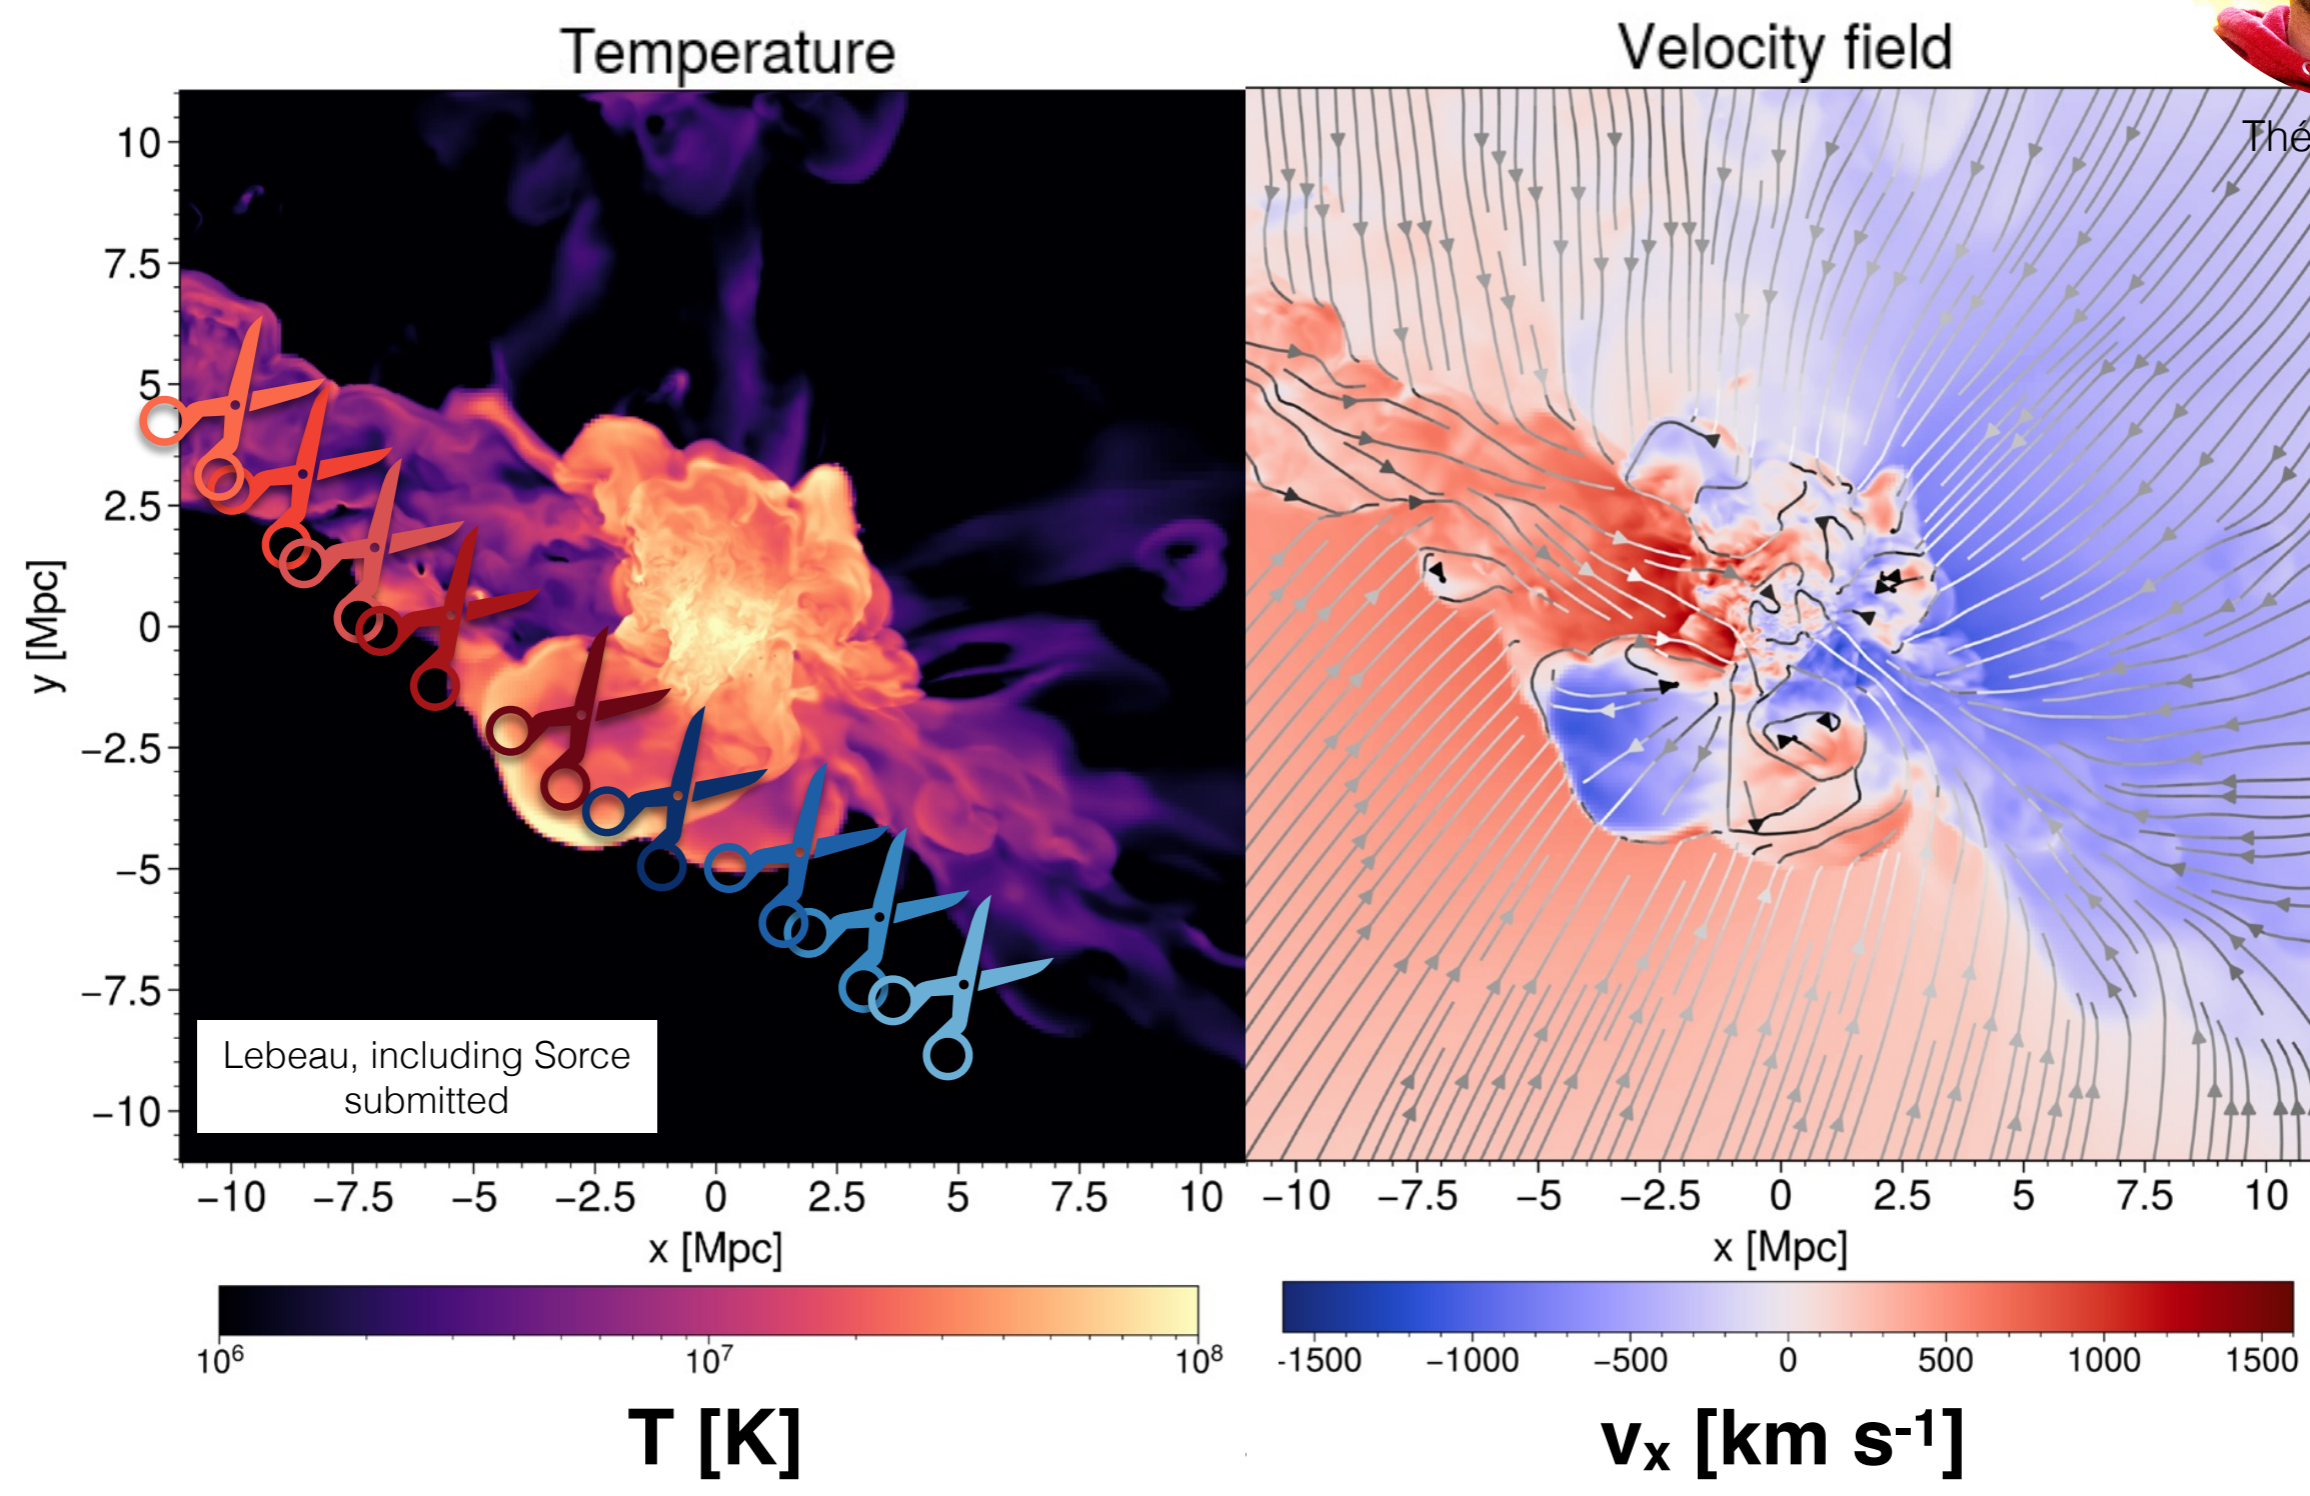 Temperature
Velocity field
Thé
10
7.5
5
2.5
0
−2.5
−5
−7.5
−10
y [Mpc]
Lebeau, including Sorce
submitted
−10 −7.5 −5 −2.5 0 2.5 5 7.5 10
−10 −7.5 −5 −2.5 0 2.5 5 7.5 10
x [Mpc]
x [Mpc]
10⁶ 10⁷ 10⁸
-1500 −1000 −500 0 500 1000 1500
T [K]
vₓ [km s⁻¹]